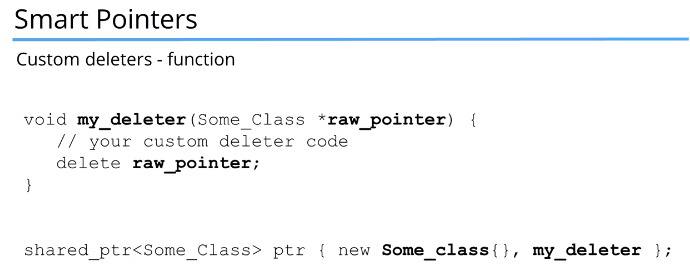 Smart Pointers
Custom deleters - function
void my_deleter(Some_Class *raw_pointer) {
// your custom deleter code
delete raw_pointer;
}
shared_ptr<Some_Class> ptr { new Some_class{}, my_deleter };